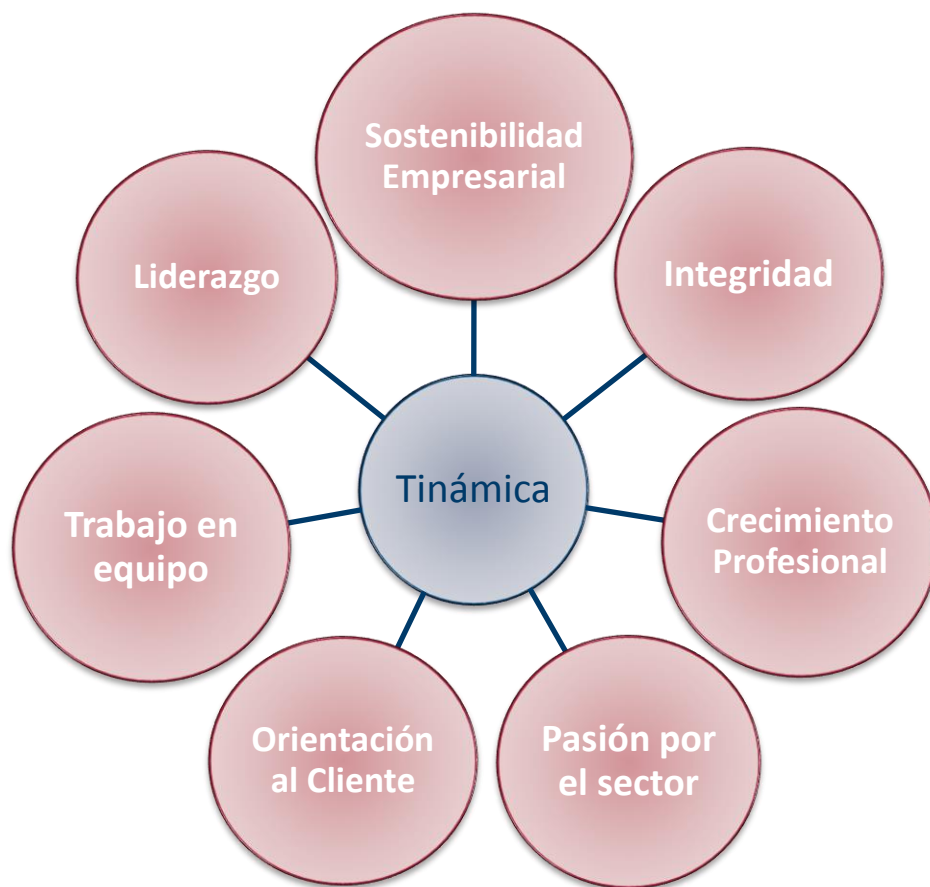 Sostenibilidad
Empresarial
Liderazgo
Integridad
Tinámica
Trabajo en
equipo
Crecimiento
Profesional
Orientación
al Cliente
Pasión por
el sector